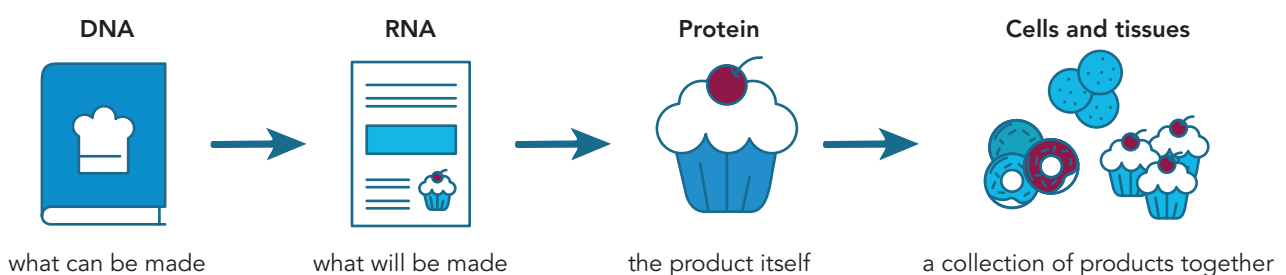 DNA
RNA
Protein
Cells and tissues
what can be made
what will be made
the product itself
a collection of products together